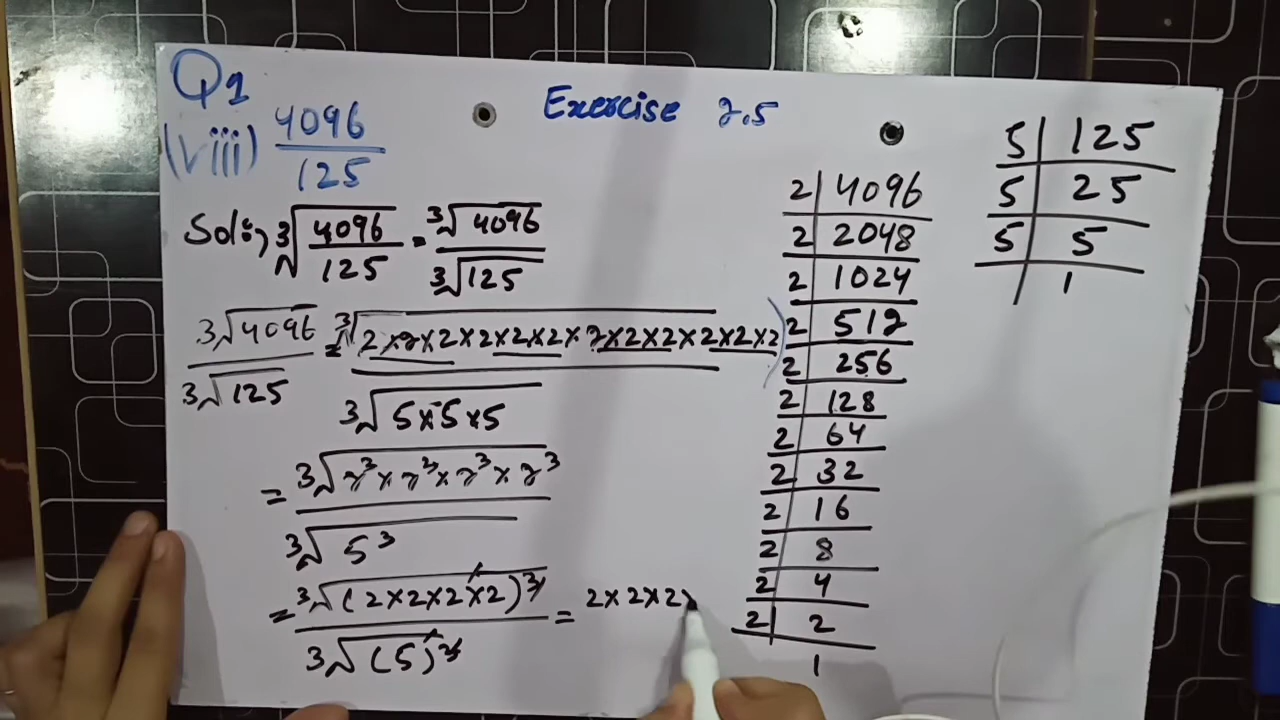 Q1
Exercise 2.5
(viii) 4096/125
Sol:, ∛(4096/125) = ∛4096/∛125
∛4096/∛125 = ∛(2×2×2×2×2×2×2×2×2×2×2×2)
∛(5×5×5)
= ∛(2³×2³×2³×2³)
∛5³
= ∛((2×2×2×2)³) = 2×2×2×
∛((5)³)
2 | 4096
2 | 2048
2 | 1024
2 | 512
2 | 256
2 | 128
2 | 64
2 | 32
2 | 16
2 | 8
2 | 4
2 | 2
1
5 | 125
5 | 25
5 | 5
1